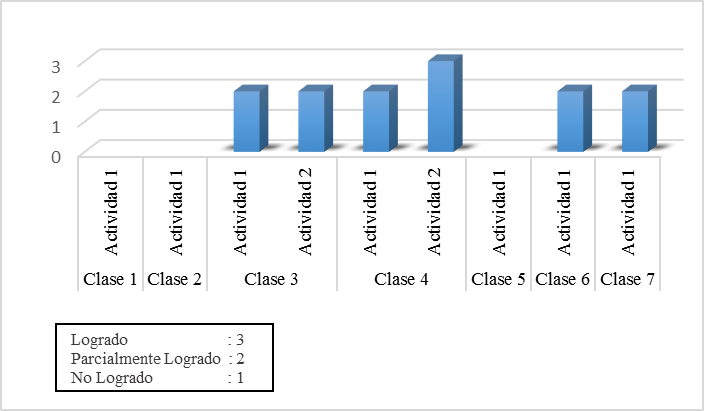 3
2
1
0
Actividad 1
Actividad 1
Actividad 1
Actividad 2
Actividad 1
Actividad 2
Actividad 1
Actividad 1
Actividad 1
Clase 1 Clase 2 Clase 3 Clase 4 Clase 5 Clase 6 Clase 7
Logrado : 3
Parcialmente Logrado : 2
No Logrado : 1